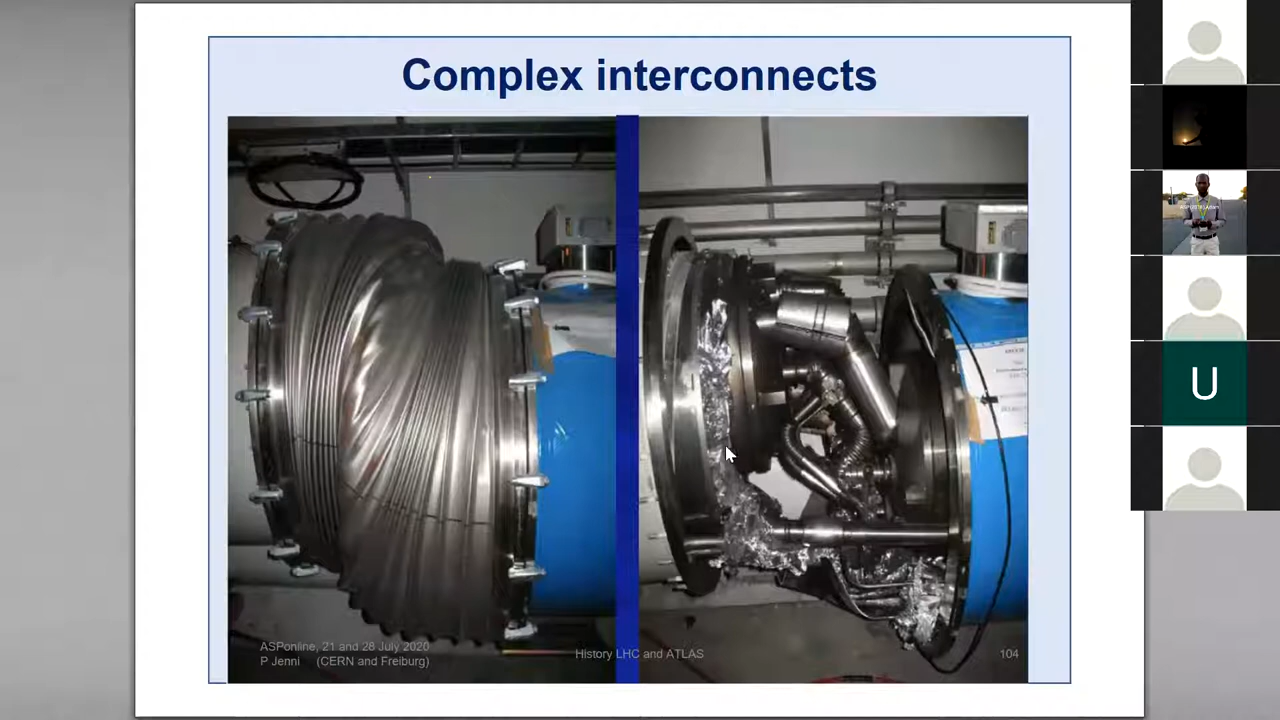 Complex interconnects
ASPonline, 21 and 28 July 2020
P Jenni (CERN and Freiburg)
History LHC and ATLAS
104
U